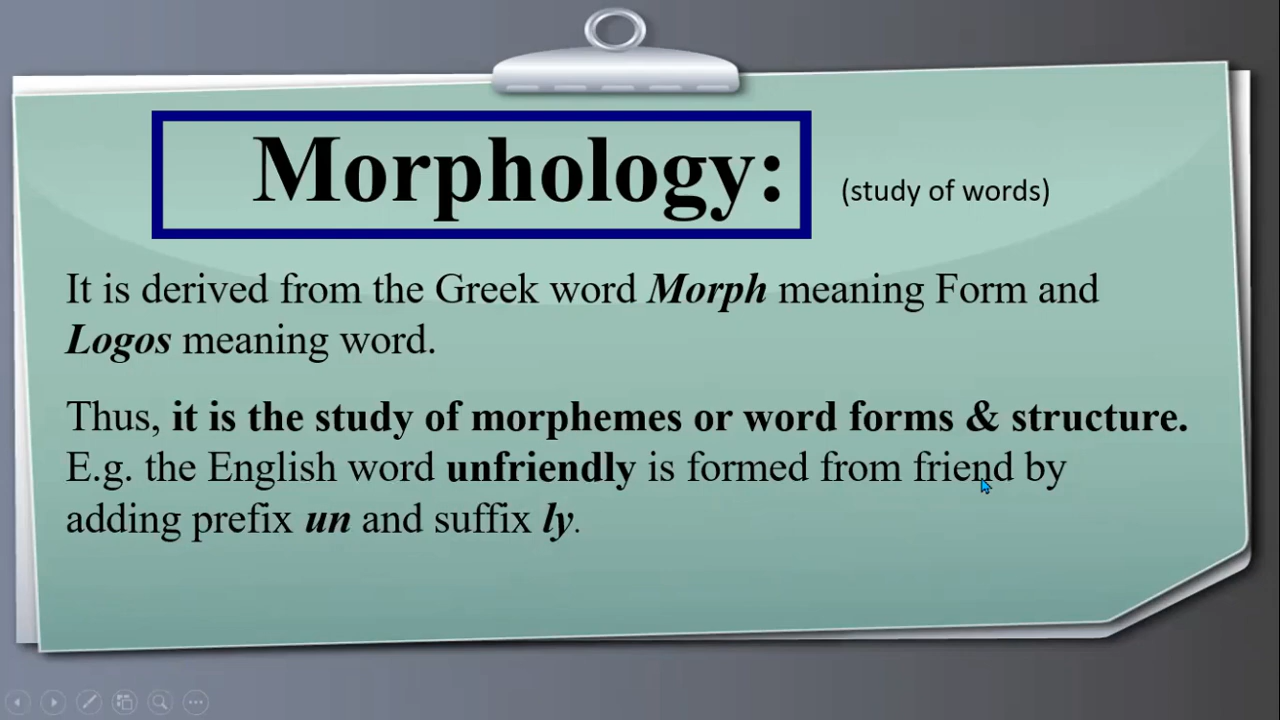 Morphology:
(study of words)
It is derived from the Greek word Morph meaning Form and
Logos meaning word.
Thus, it is the study of morphemes or word forms & structure.
E.g. the English word unfriendly is formed from friend by
adding prefix un and suffix ly.